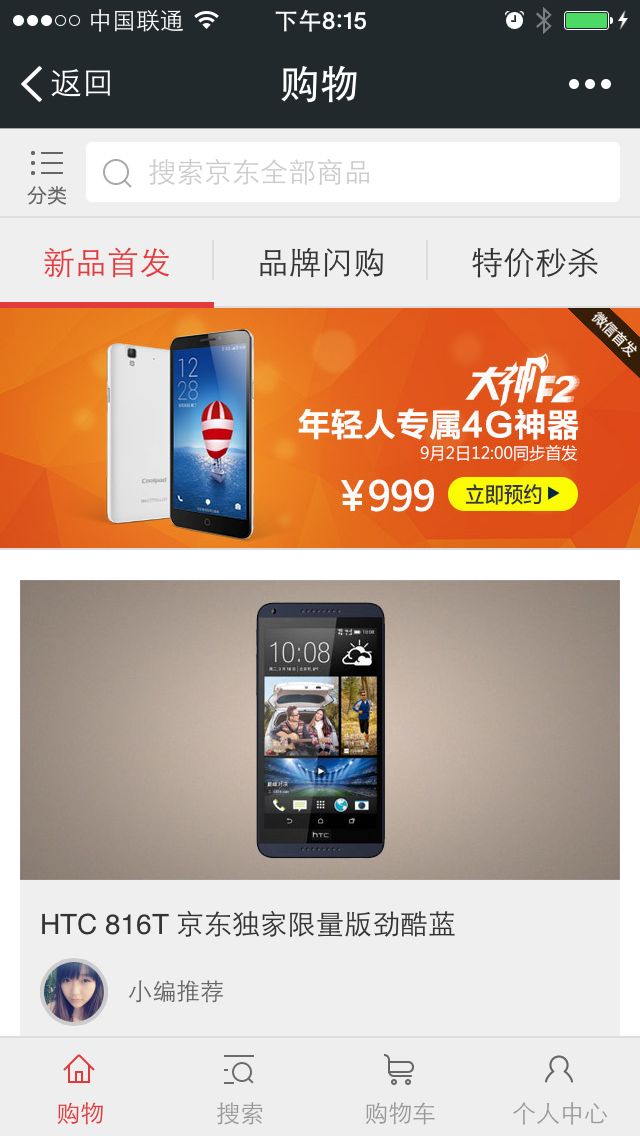 中国联通
下午8:15
返回
购物
分类
搜索京东全部商品
新品首发
品牌闪购
特价秒杀
微信首发
12
28
Coolpad
大神F2
年轻人专属4G神器
9月2日12:00同步首发
¥999
立即预约
10:08
hTC
HTC 816T 京东独家限量版劲酷蓝
小编推荐
购物
搜索
购物车
个人中心